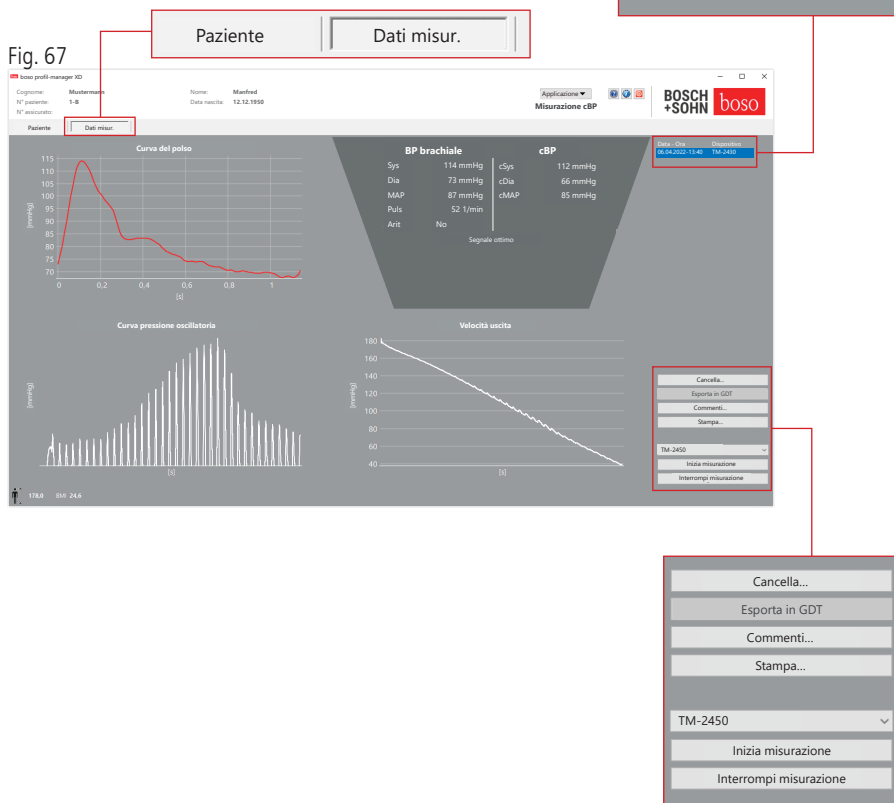 Paziente Dati misur.
Fig. 67
boso boso profil-manager XD
Cognome: Mustermann Nome: Manfred
N° paziente: 1-8 Data nascita: 12.12.1950
N° assicurato:
Applicazione
Misurazione cBP
BOSCH
+SOHN boso
Paziente Dati misur.
Data - Ora Dispositivo
06.04.2022-13:40 TM-2450
Curva del polso
115
110
105
100
95
90
85
80
75
70
[mmHg]
0 0,2 0.4 0,6 0,8 1
[s]
BP brachiale cBP
Sys 114 mmHg cSys 112 mmHg
Dia 73 mmHg cDia 66 mmHg
MAP 87 mmHg cMAP 85 mmHg
Puls 52 1/min
Arit No
Segnale ottimo
Curva pressione oscillatoria
[mmHg]
[s]
Velocità uscita
180
160
140
120
100
80
60
40
[mmHg]
[s]
Cancella...
Esporta in GDT
Commenti...
Stampa...
TM-2450
Inizia misurazione
Interrompi misurazione
178,0 BMI 24,6
Cancella...
Esporta in GDT
Commenti...
Stampa...
TM-2450
Inizia misurazione
Interrompi misurazione